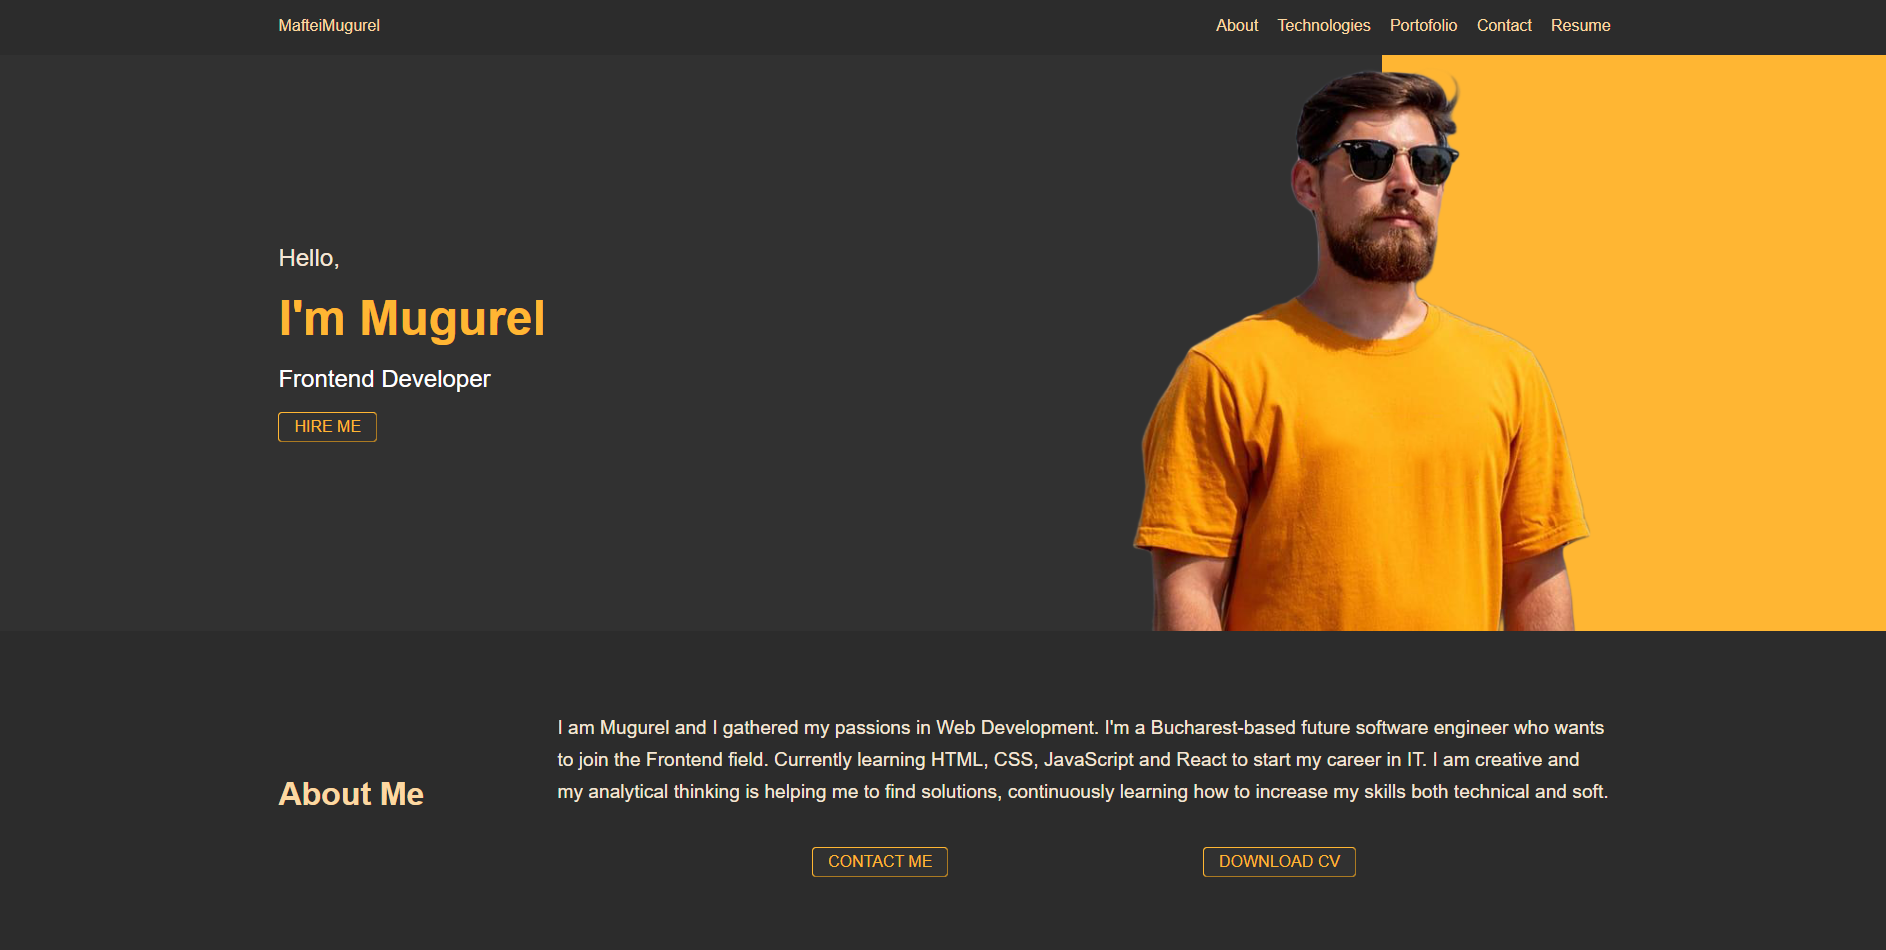 MafteiMugurel
About Technologies Portofolio Contact Resume
Hello,
I'm Mugurel
Frontend Developer
HIRE ME
About Me
I am Mugurel and I gathered my passions in Web Development. I'm a Bucharest-based future software engineer who wants
to join the Frontend field. Currently learning HTML, CSS, JavaScript and React to start my career in IT. I am creative and
my analytical thinking is helping me to find solutions, continuously learning how to increase my skills both technical and soft.
CONTACT ME
DOWNLOAD CV